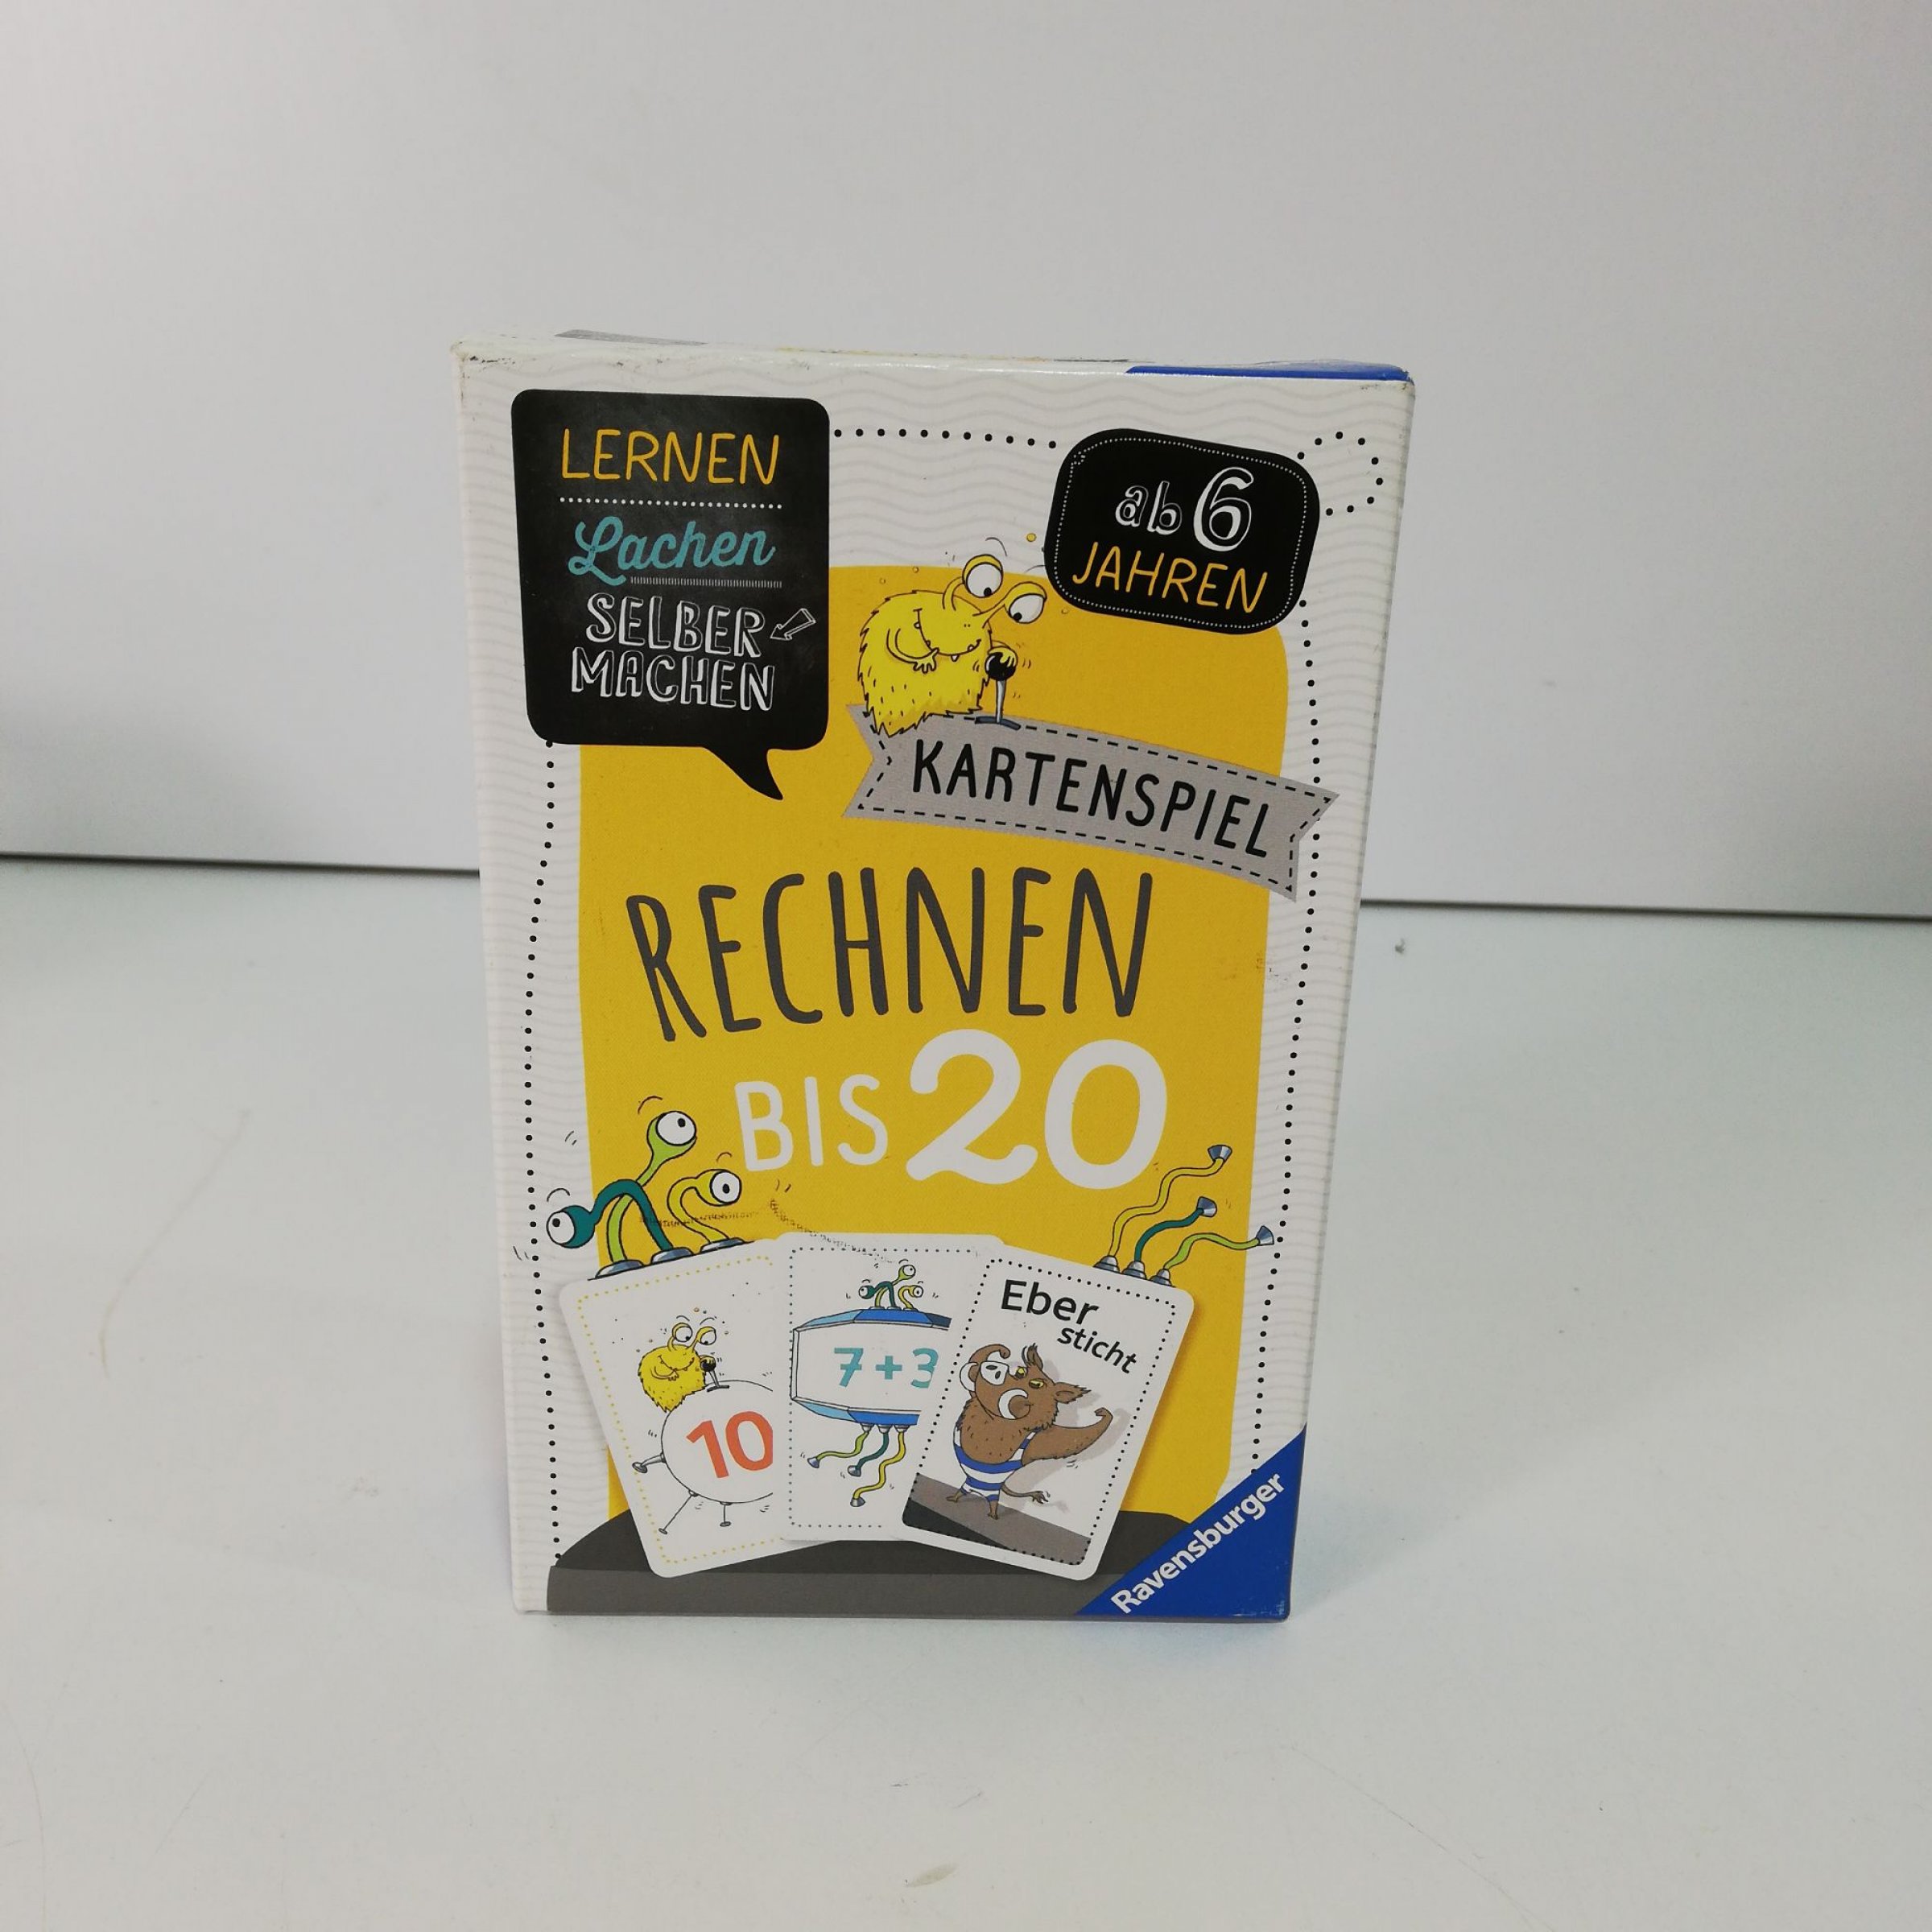 LERNEN
Lachen
SELBER
MACHEN
ab 6
JAHREN
KARTENSPIEL
RECHNEN
BIS 20
10
7+3
Eber
sticht
Ravensburger